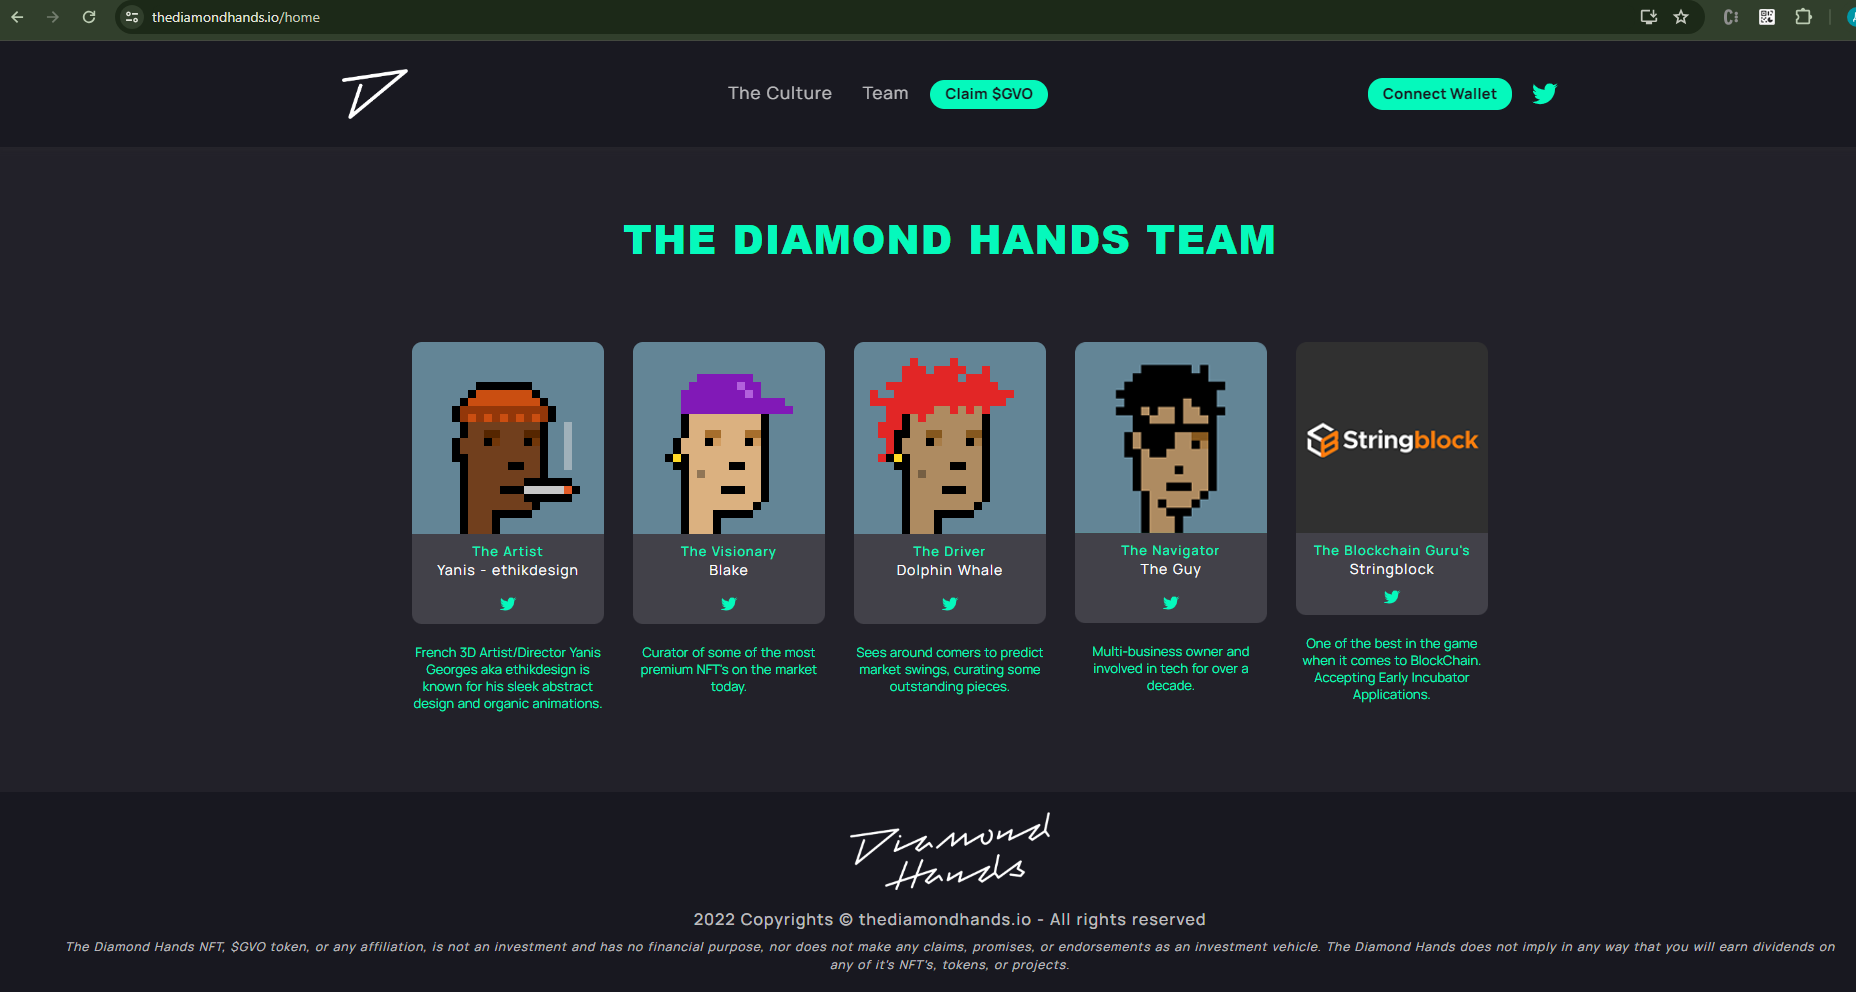 thediamondhands.io/home
The Culture
Team
Claim $GVO
Connect Wallet
THE DIAMOND HANDS TEAM
Stringblock
The Artist
Yanis - ethikdesign
French 3D Artist/Director Yanis
Georges aka ethikdesign is
known for his sleek abstract
design and organic animations.
The Visionary
Blake
Curator of some of the most
premium NFT's on the market
today.
The Driver
Dolphin Whale
Sees around corners to predict
market swings, curating some
outstanding pieces.
The Navigator
The Guy
Multi-business owner and
involved in tech for over a
decade.
The Blockchain Guru's
Stringblock
One of the best in the game
when it comes to BlockChain.
Accepting Early Incubator
Applications.
Diamond
Hands
2022 Copyrights © thediamondhands.io - All rights reserved
The Diamond Hands NFT, $GVO token, or any affiliation, is not an investment and has no financial purpose, nor does not make any claims, promises, or endorsements as an investment vehicle. The Diamond Hands does not imply in any way that you will earn dividends on
any of it's NFT's, tokens, or projects.